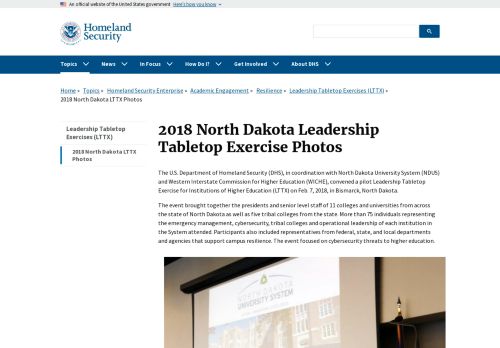 An official website of the United States government Here's how you know
Homeland
Security
Topics News In Focus How Do I? Get Involved About DHS
Home Topics Homeland Security Enterprise Academic Engagement Resilience Leadership Tabletop Exercises (LTTX)
2018 North Dakota LTTX Photos
Leadership Tabletop
Exercises (LTTX)
2018 North Dakota LTTX
Photos
2018 North Dakota Leadership
Tabletop Exercise Photos
The U.S. Department of Homeland Security (DHS), in coordination with North Dakota University System (NDUS)
and Western Interstate Commission for Higher Education (WICHE), convened a pilot Leadership Tabletop
Exercise for Institutions of Higher Education (LTTX) on Feb. 7, 2018, in Bismarck, North Dakota.
The event brought together the presidents and senior level staff of 11 colleges and universities from across
the state of North Dakota as well as five tribal colleges from the state. More than 75 individuals representing
the emergency management, cybersecurity, tribal colleges and operational leadership of each institution in
the System attended. Participants also included representatives from federal, state, and local departments
and agencies that support campus resilience. The event focused on cybersecurity threats to higher education.
NORTH DAKOTA
UNIVERSITY SYSTEM